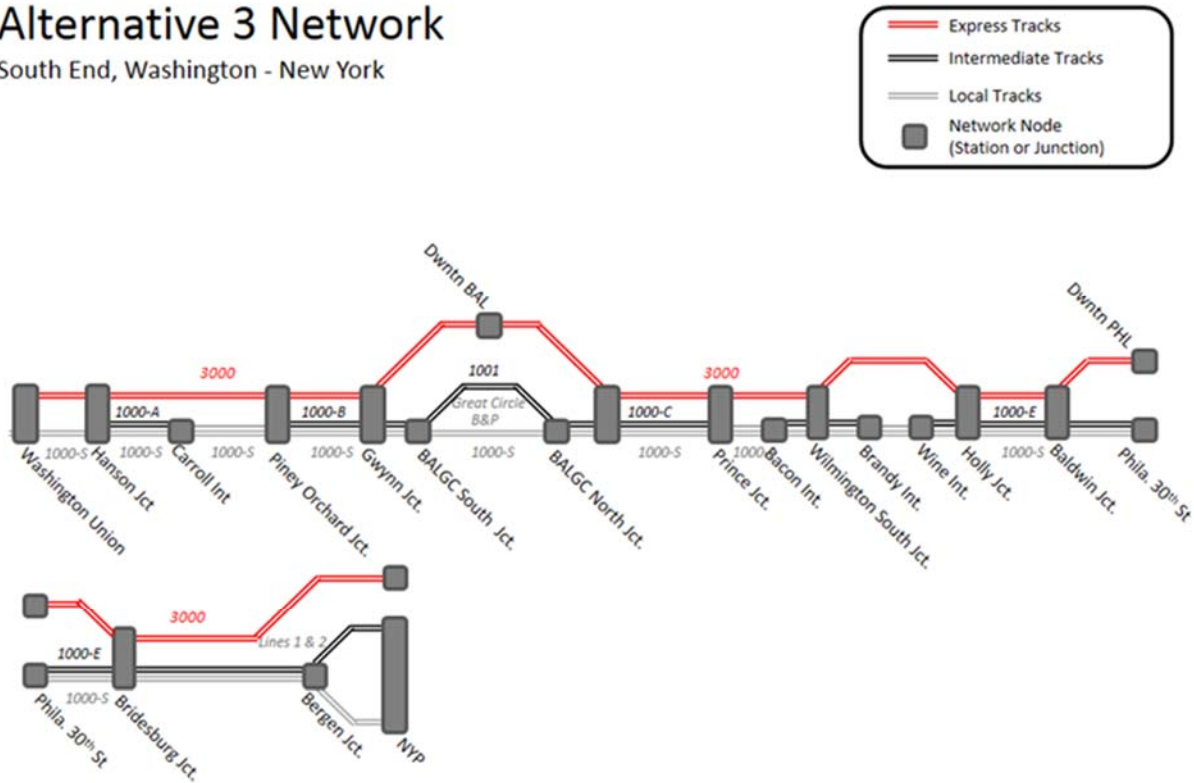 Alternative 3 Network
South End, Washington - New York
Express Tracks
Intermediate Tracks
Local Tracks
Network Node
(Station or Junction)
Dwntn BAL
Dwntn PHL
3000
1001
3000
1000-A
1000-B
Great Circle
B&P
1000-C
1000-E
1000-S
1000-S
1000-S
1000-S
1000-S
1000-S
1000
1000-S
Washington Union
Hanson Jct
Carroll Int
Piney Orchard Jct.
Gwynn Jct.
BALGC South Jct.
BALGC North Jct.
Prince Jct.
Bacon Int.
Wilmington South Jct.
Brandy Int.
Wine Int.
Holly Jct.
Baldwin Jct.
Phila. 30th St
3000
Lines 1 & 2
1000-E
1000-S
Phila. 30th St
Bridesburg Jct.
Bergen Jct.
NYP